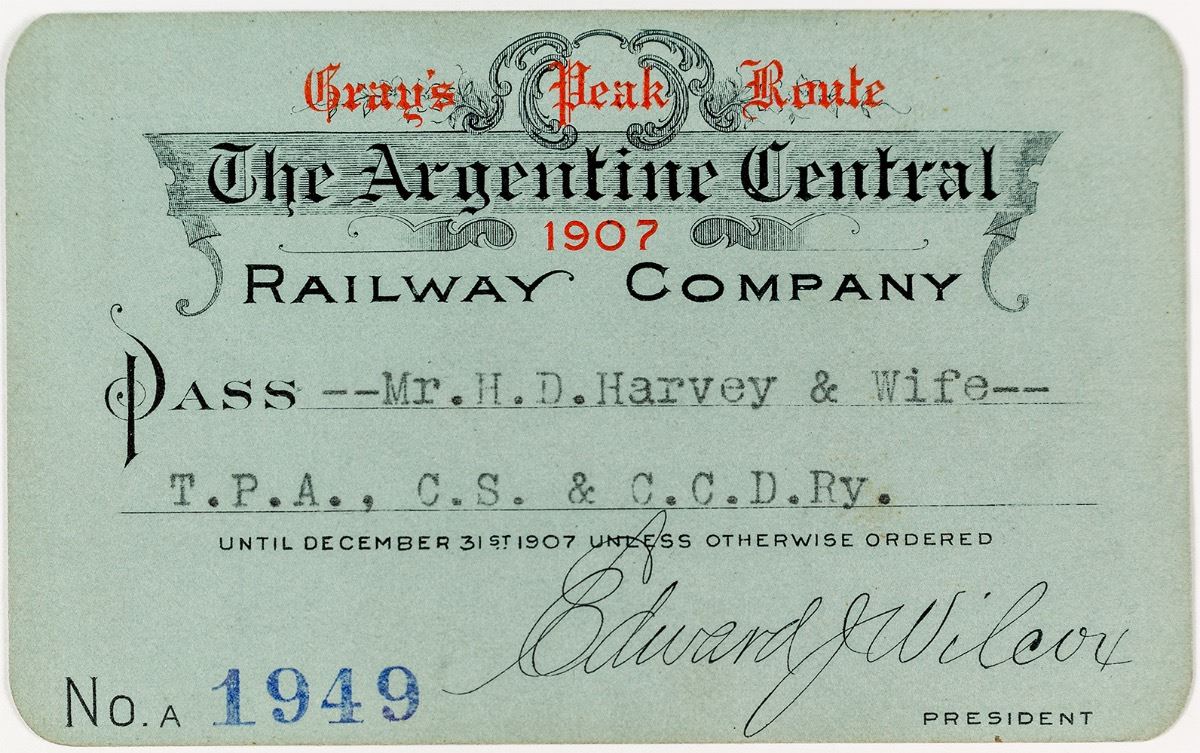 Gray's Peak Route
The Argentine Central
1907
RAILWAY COMPANY
PASS --Mr.H.D.Harvey & Wife--
T.P.A., C.S. & C.C.D.Ry.
UNTIL DECEMBER 31ST 1907 UNLESS OTHERWISE ORDERED
Edward J Wilcox
No. A 1949
PRESIDENT